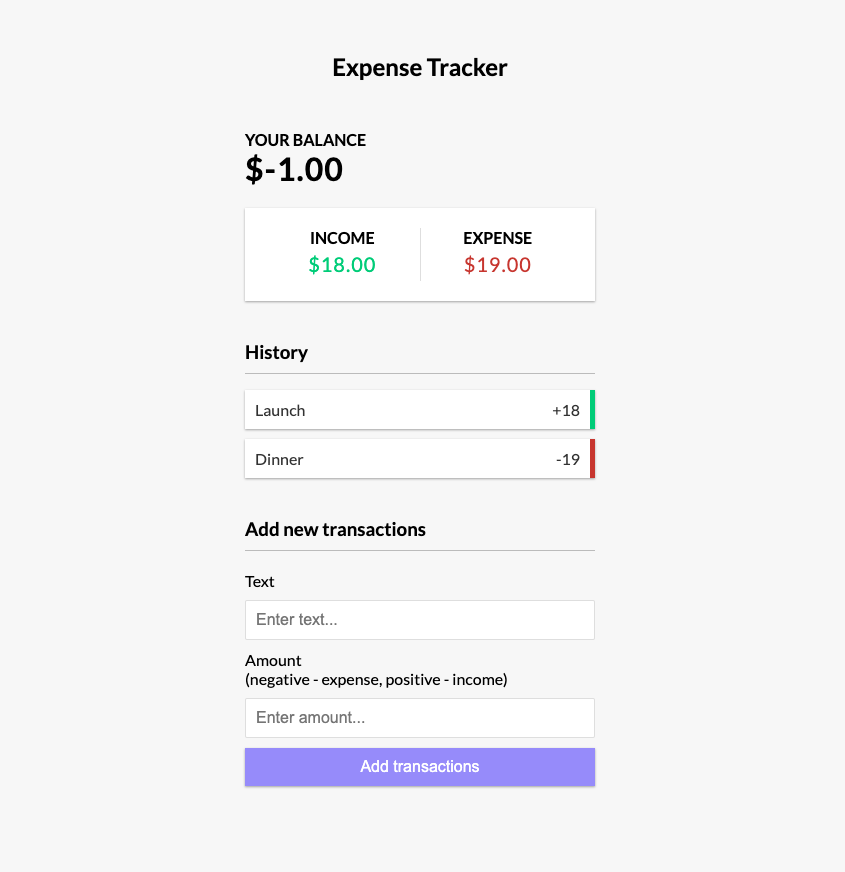 Expense Tracker
YOUR BALANCE
$-1.00
INCOME EXPENSE
$18.00 $19.00
History
Launch +18
Dinner -19
Add new transactions
Text
Enter text...
Amount
(negative - expense, positive - income)
Enter amount...
Add transactions